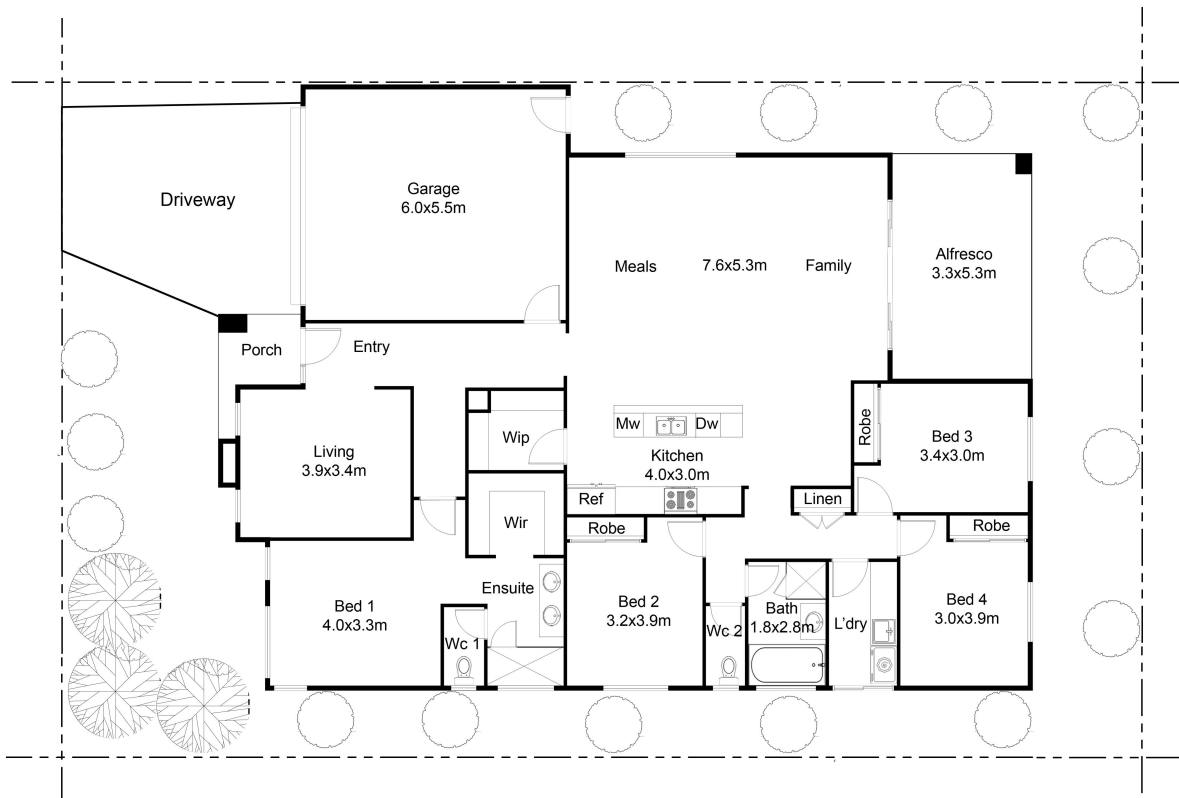 Driveway
Garage
6.0x5.5m
Meals
7.6x5.3m
Family
Alfresco
3.3x5.3m
Porch
Entry
Living
3.9x3.4m
Wip
Mw
Dw
Kitchen
4.0x3.0m
Ref
Robe
Bed 3
3.4x3.0m
Linen
Wir
Robe
Robe
Ensuite
Bed 1
4.0x3.3m
Wc 1
Bed 2
3.2x3.9m
Wc 2
Bath
1.8x2.8m
L'dry
Bed 4
3.0x3.9m